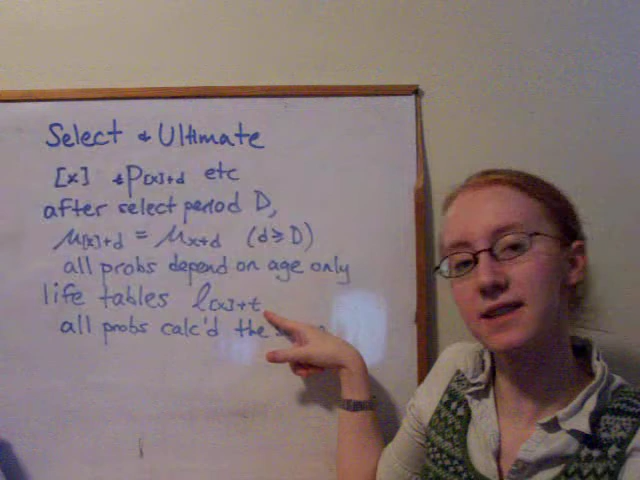 Select & Ultimate
[x] tP[x]+d etc
after select period D,
μ[x]+d = μx+d (d≥D)
all probs depend on age only
life tables l[x]+t
all probs calc'd the